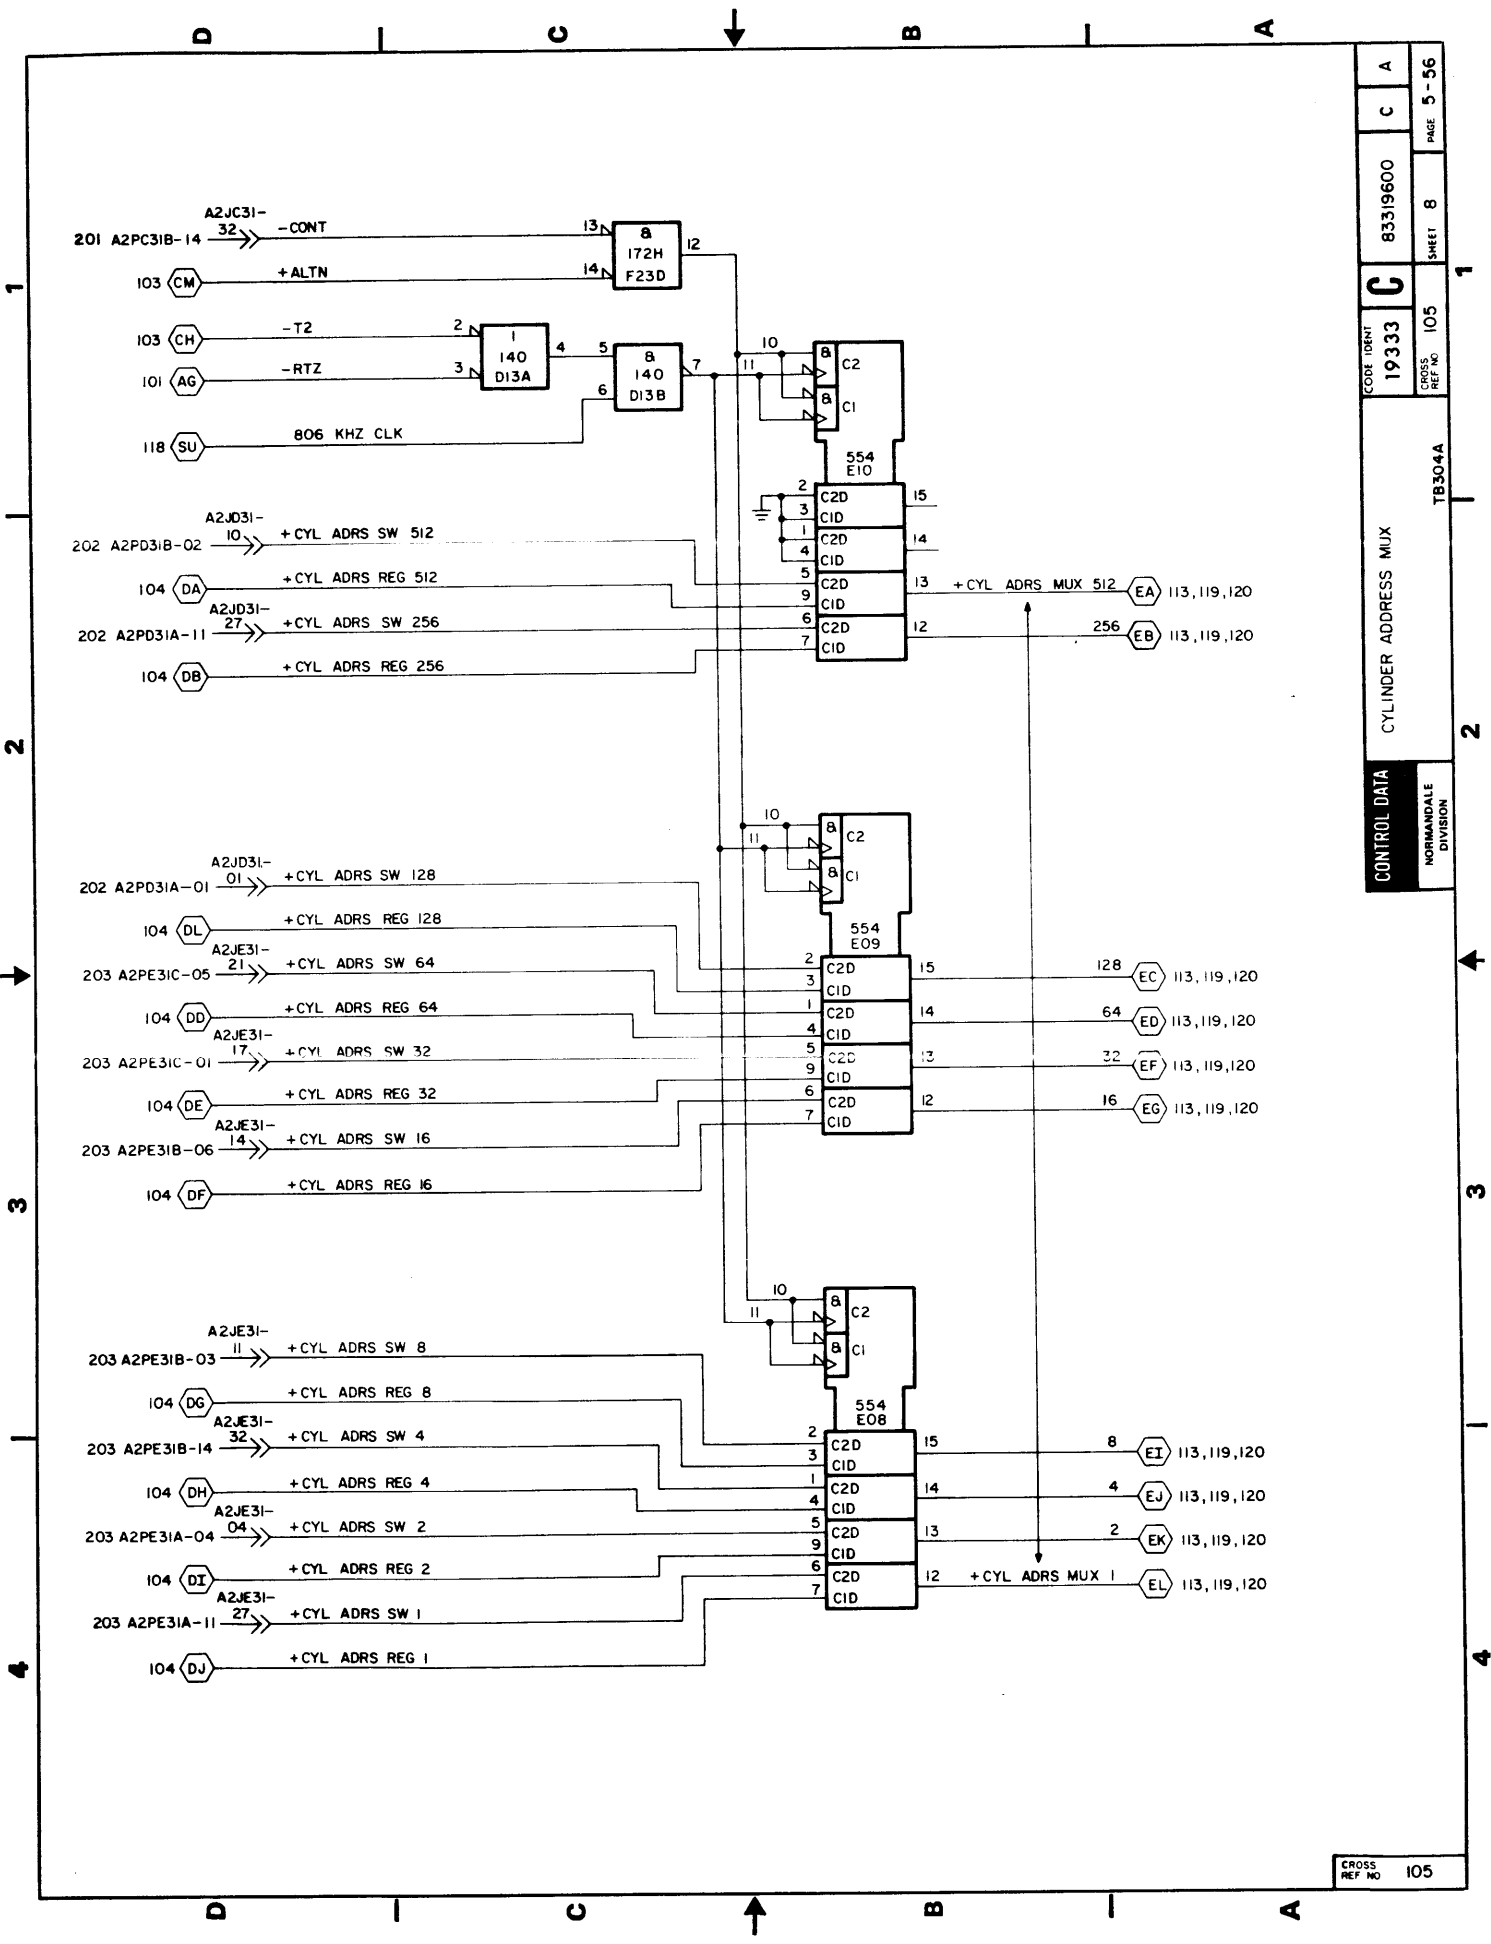 D C B A
201 A2PC31B-14
A2JC31-
32
-CONT
13
&
172H
F23D
12
103 CM
+ALTN
14
103 CH
-T2
2
1
140
D13A
4
101 AG
-RTZ
3
5
&
140
D13B
7
6
118 SU
806 KHZ CLK
10
11
&
C2
&
C1
554
E10
2
C2D
15
3
C1D
1
C2D
14
4
C1D
202 A2PD31B-02
A2JD31-
10
+CYL ADRS SW 512
5
C2D
13
+CYL ADRS MUX 512
EA 113,119,120
104 DA
+CYL ADRS REG 512
9
C1D
202 A2PD31A-11
A2JD31-
27
+CYL ADRS SW 256
6
C2D
12
256
EB 113,119,120
104 DB
+CYL ADRS REG 256
7
C1D
10
11
&
C2
&
C1
554
E09
202 A2PD31A-01
A2JD31-
01
+CYL ADRS SW 128
2
C2D
15
128
EC 113,119,120
104 DL
+CYL ADRS REG 128
3
C1D
203 A2PE31C-05
A2JE31-
21
+CYL ADRS SW 64
1
C2D
14
64
ED 113,119,120
104 DD
+CYL ADRS REG 64
4
C1D
203 A2PE31C-01
A2JE31-
17
+CYL ADRS SW 32
5
C2D
13
32
EF 113,119,120
104 DE
+CYL ADRS REG 32
9
C1D
203 A2PE31B-06
A2JE31-
14
+CYL ADRS SW 16
6
C2D
12
16
EG 113,119,120
104 DF
+CYL ADRS REG 16
7
C1D
10
11
&
C2
&
C1
554
E08
203 A2PE31B-03
A2JE31-
11
+CYL ADRS SW 8
2
C2D
15
8
EI 113,119,120
104 DG
+CYL ADRS REG 8
3
C1D
203 A2PE31B-14
A2JE31-
32
+CYL ADRS SW 4
1
C2D
14
4
EJ 113,119,120
104 DH
+CYL ADRS REG 4
4
C1D
203 A2PE31A-04
A2JE31-
04
+CYL ADRS SW 2
5
C2D
13
2
EK 113,119,120
104 DI
+CYL ADRS REG 2
9
C1D
203 A2PE31A-11
A2JE31-
27
+CYL ADRS SW 1
6
C2D
12
+CYL ADRS MUX 1
EL 113,119,120
104 DJ
+CYL ADRS REG 1
7
C1D
1
2
3
4
1
2
3
4
CONTROL DATA
NORMANDALE
DIVISION
CYLINDER ADDRESS MUX
TB304A
CODE IDENT
19333
C
83319600
C
A
CROSS
REF NO
105
SHEET 8
PAGE 5-56
CROSS
REF NO
105
D C B A